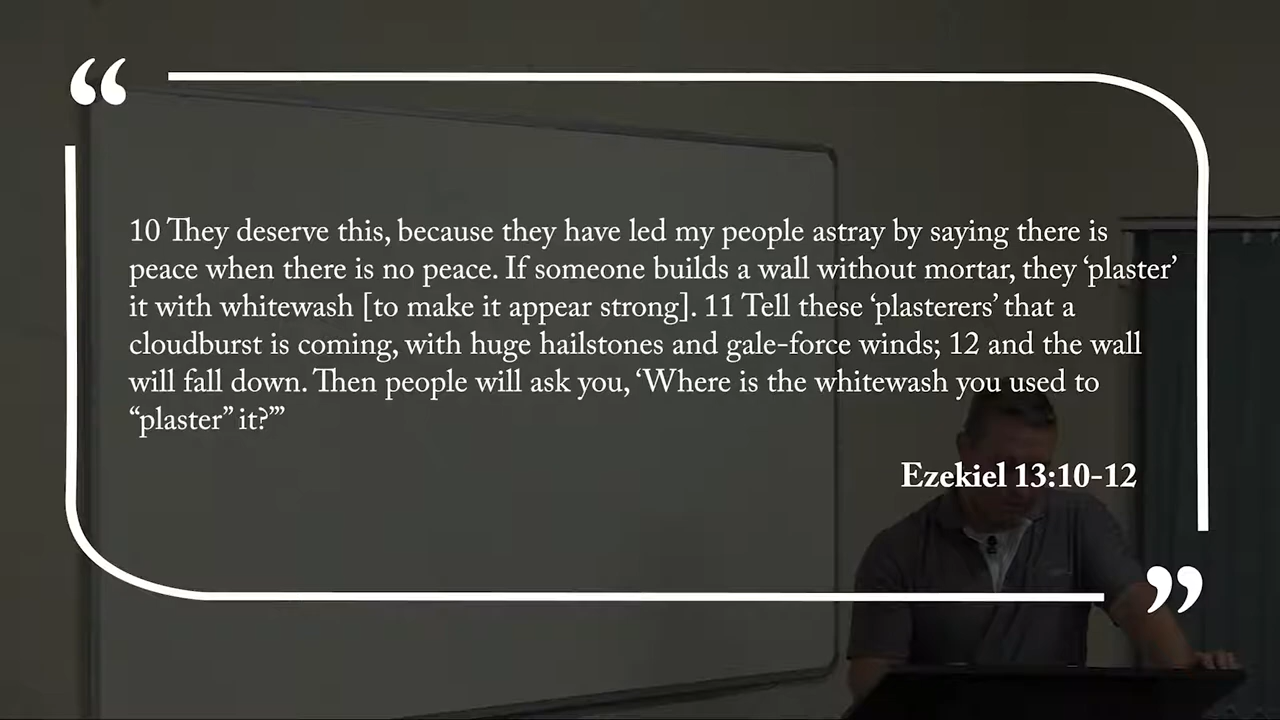 10 They deserve this, because they have led my people astray by saying there is
peace when there is no peace. If someone builds a wall without mortar, they ‘plaster’
it with whitewash [to make it appear strong]. 11 Tell these ‘plasterers’ that a
cloudburst is coming, with huge hailstones and gale-force winds; 12 and the wall
will fall down. Then people will ask you, ‘Where is the whitewash you used to
“plaster” it?’”
Ezekiel 13:10-12